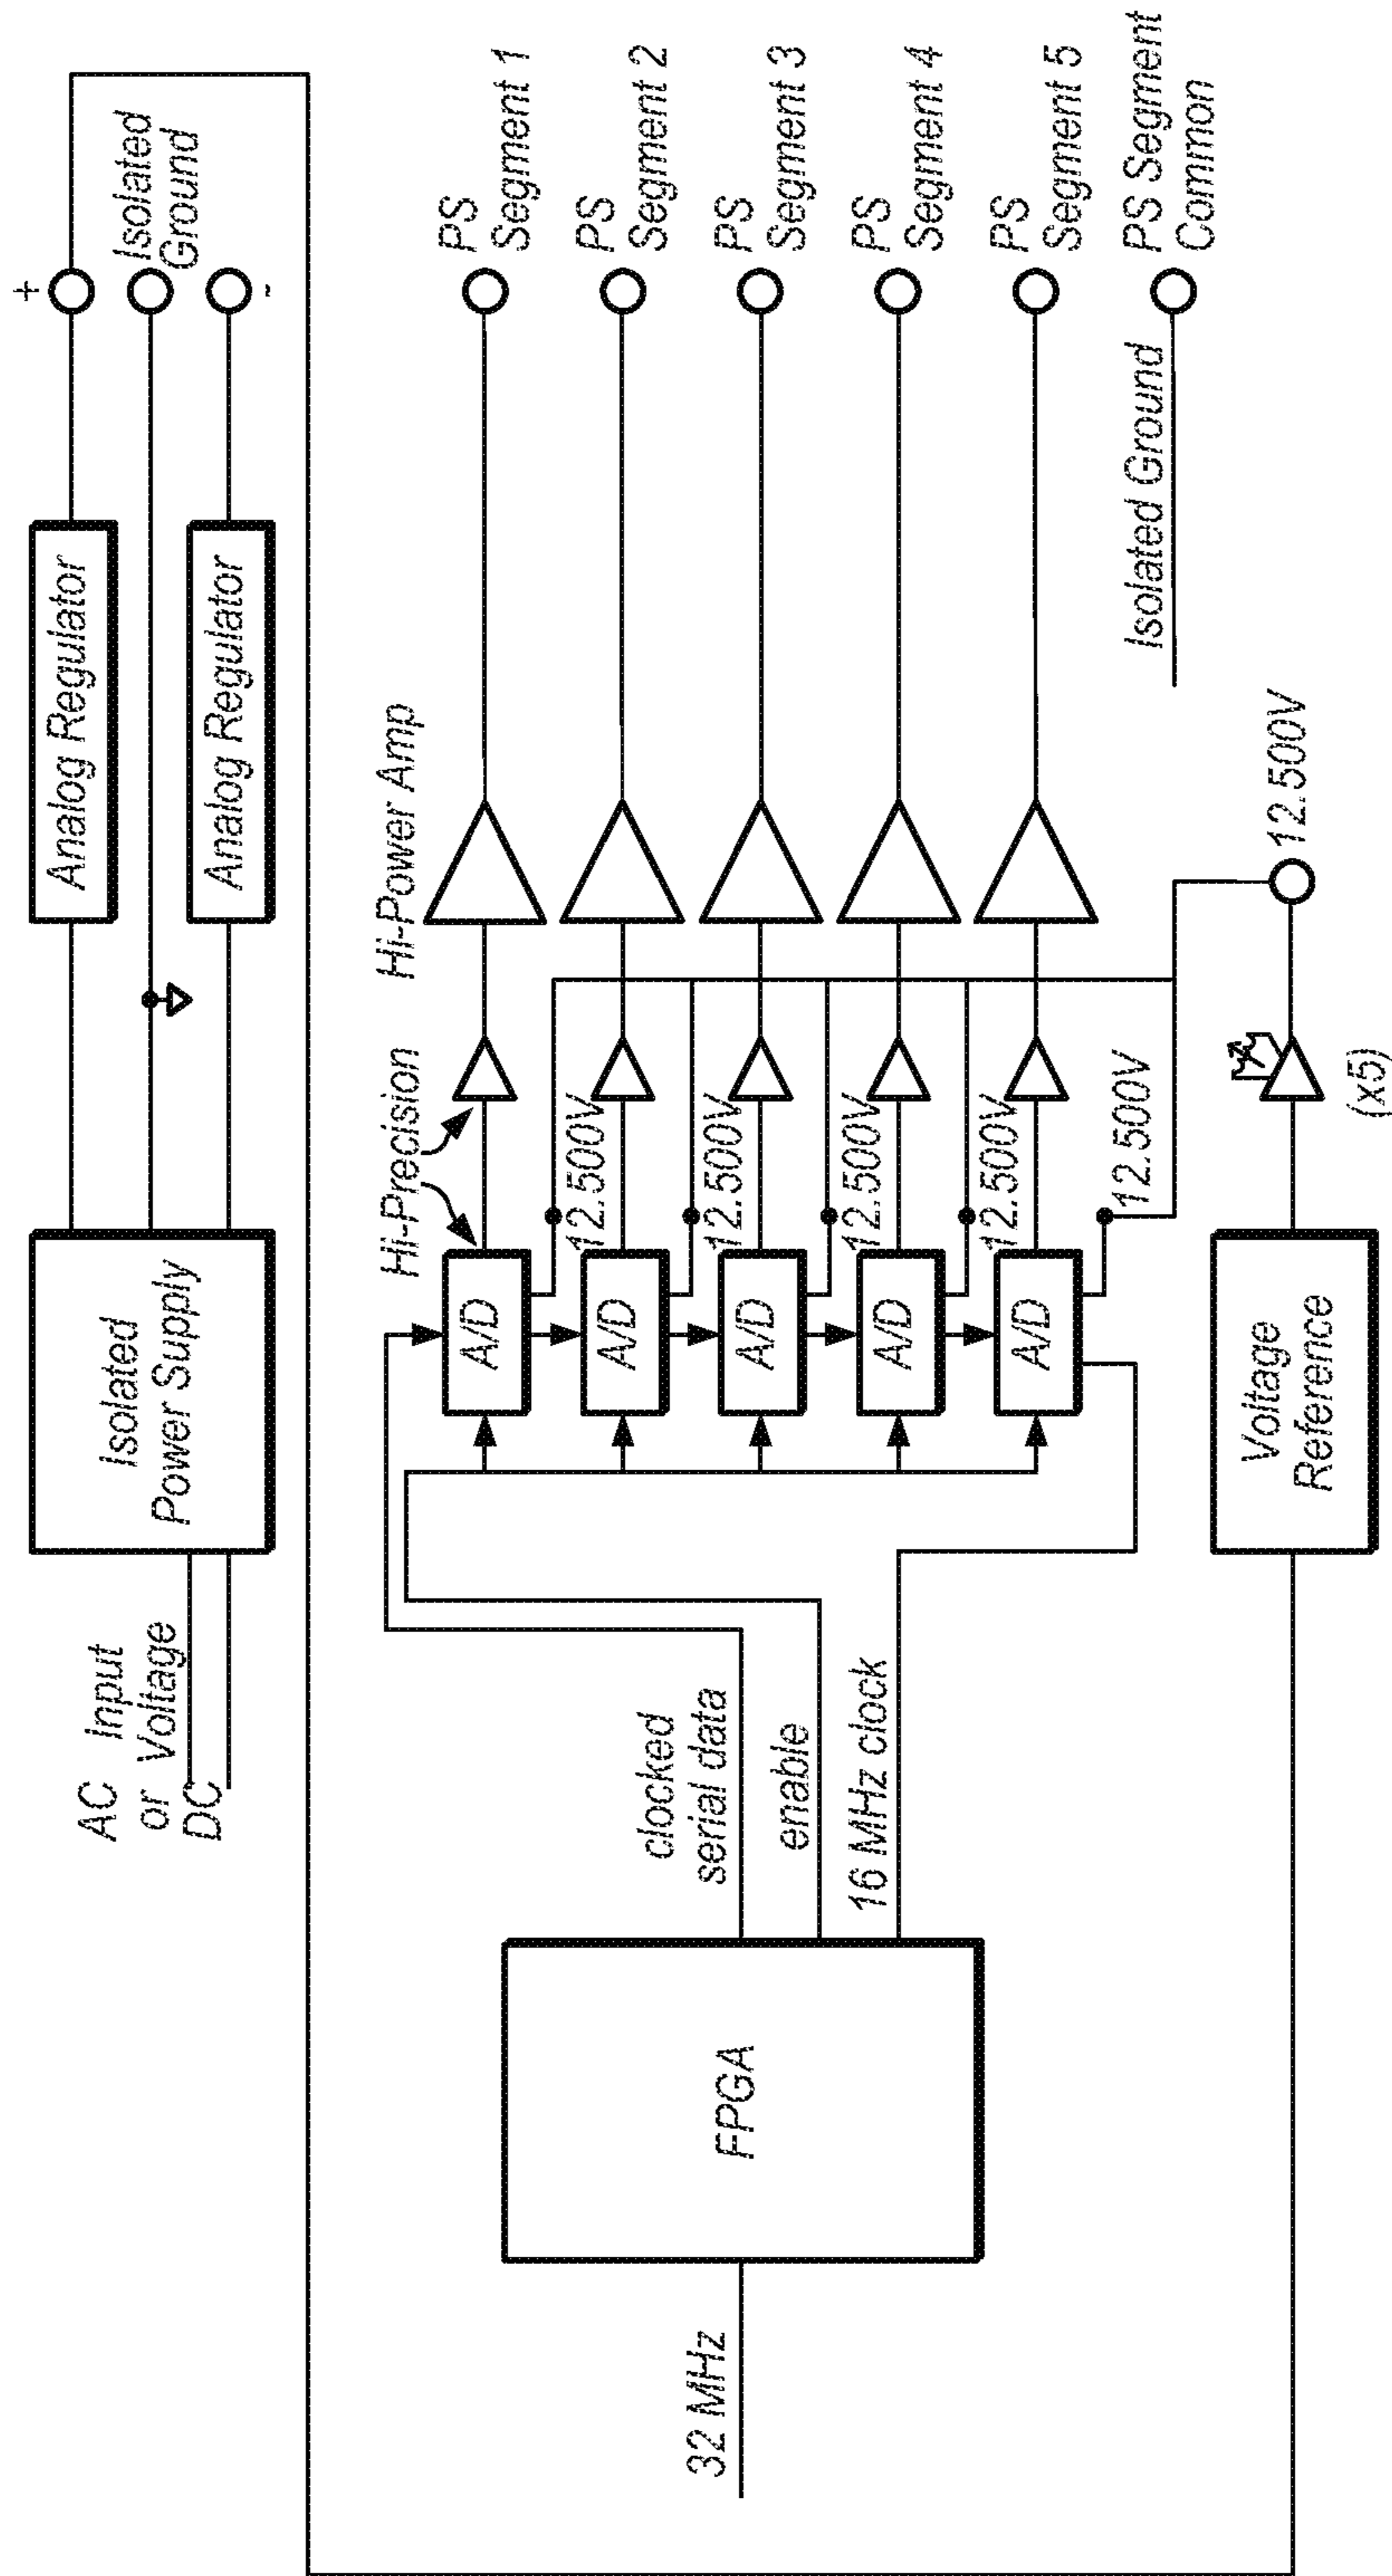 AC Input
or Voltage
DC
Isolated
Power Supply
Analog Regulator
Analog Regulator
+
Isolated
Ground
-
32 MHz
FPGA
clocked
serial data
enable
16 MHz clock
Hi-Precision
Hi-Power Amp
A/D
12.500V
A/D
12.500V
A/D
12.500V
A/D
12.500V
A/D
12.500V
PS
Segment 1
PS
Segment 2
PS
Segment 3
PS
Segment 4
PS
Segment 5
Isolated Ground
PS Segment
Common
Voltage
Reference
(x5)
12.500V